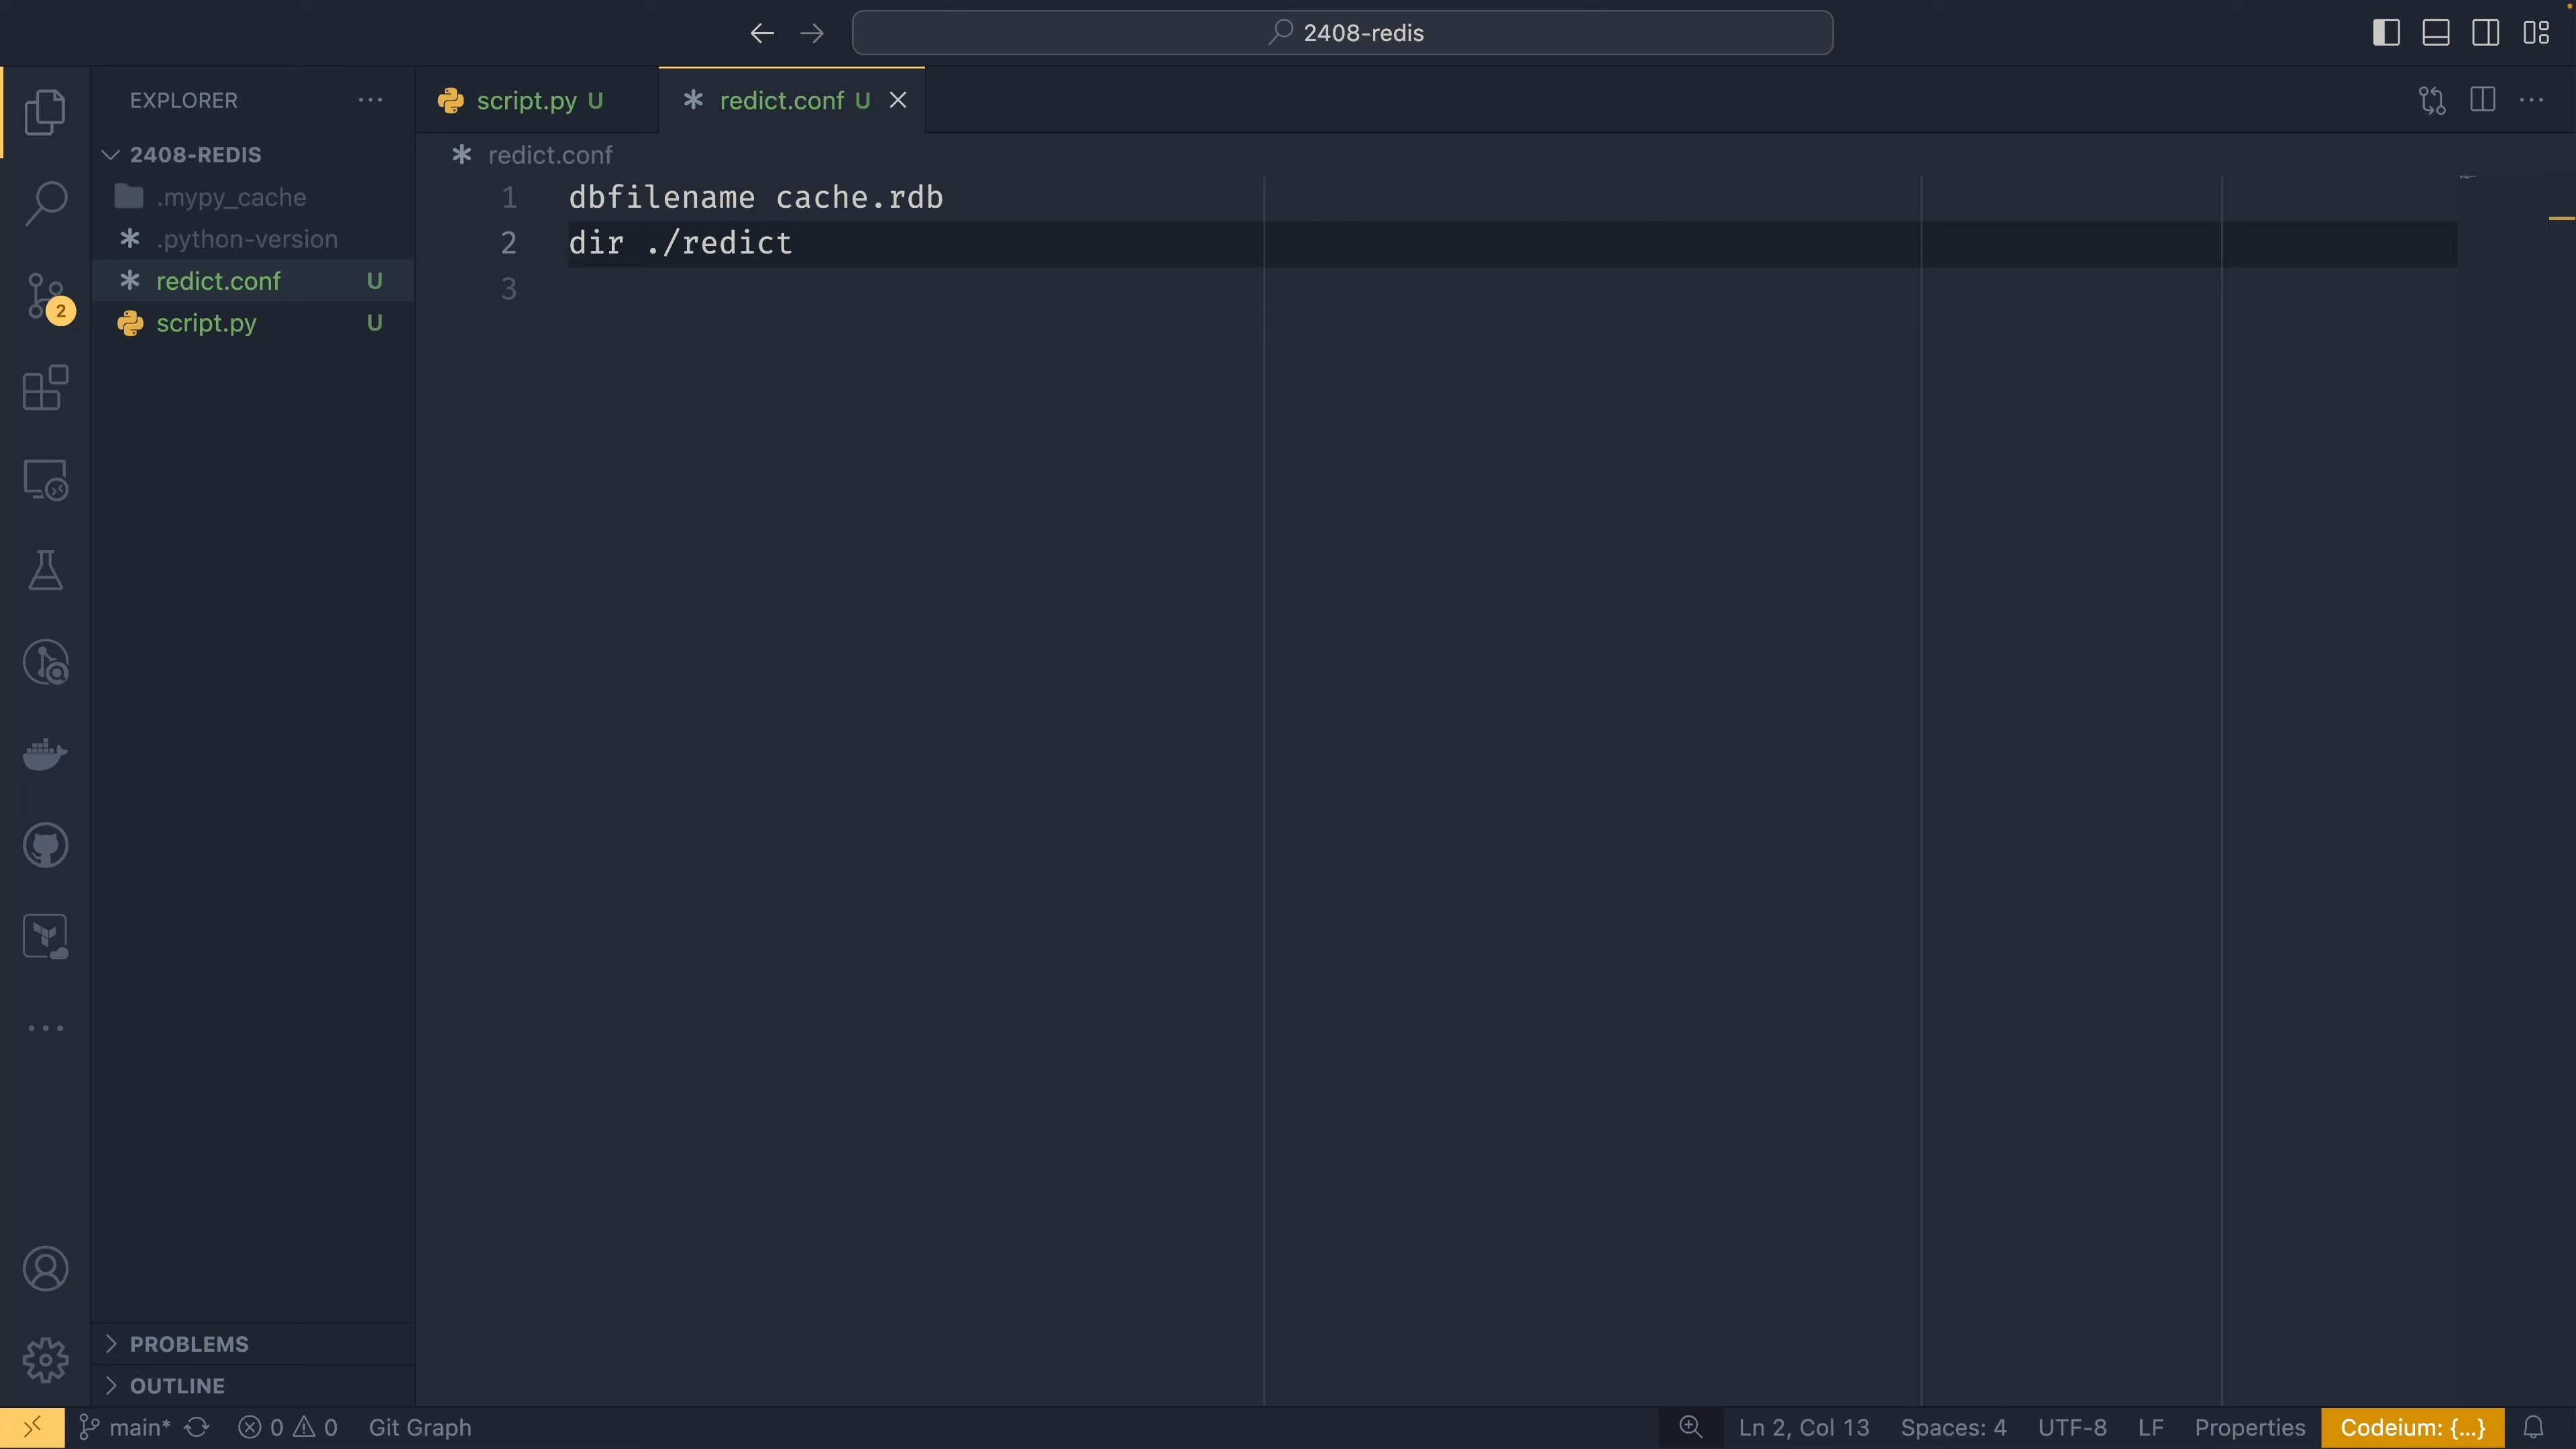 2408-redis
EXPLORER
script.py U
redict.conf U
2408-REDIS
redict.conf
.mypy_cache
.python-version
redict.conf U
script.py U
1 dbfilename cache.rdb
2 dir ./redict
3
2
PROBLEMS
OUTLINE
main* 0 0 Git Graph Ln 2, Col 13 Spaces: 4 UTF-8 LF Properties Codeium: {...}